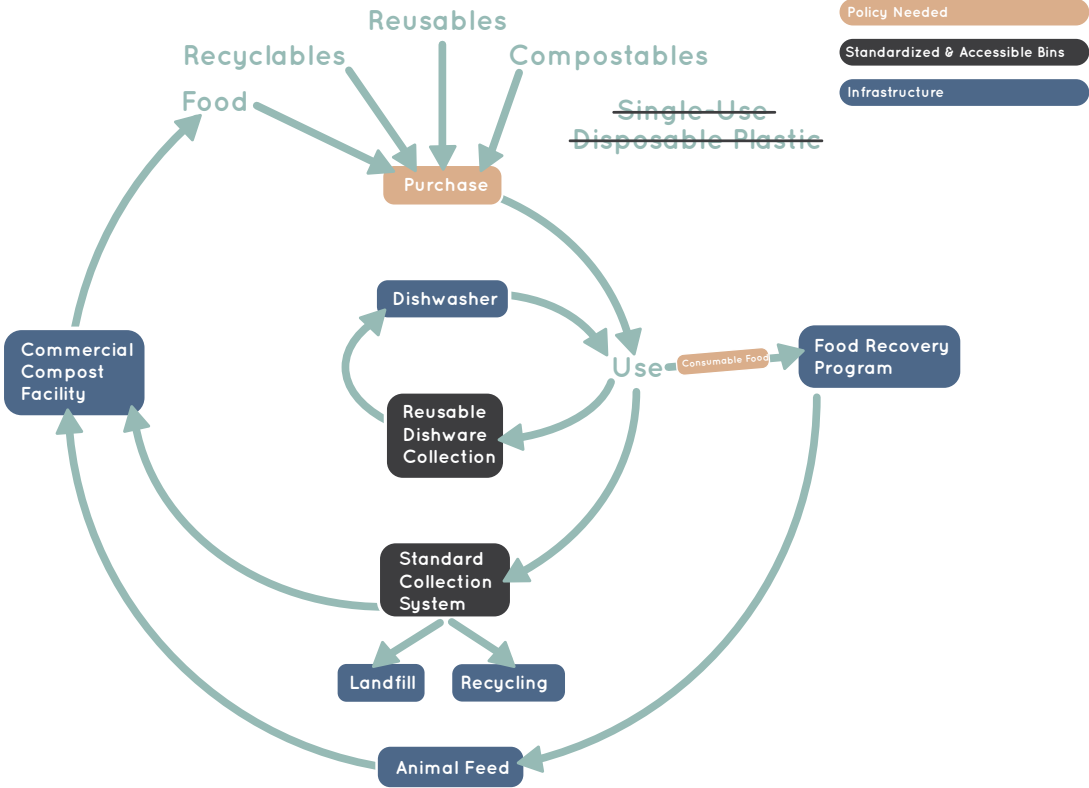 Reusables
Recyclables
Compostables
Food
Single-Use
Disposable Plastic
Policy Needed
Standardized & Accessible Bins
Infrastructure
Purchase
Dishwasher
Commercial
Compost
Facility
Use
Consumable Food
Food Recovery
Program
Reusable
Dishware
Collection
Standard
Collection
System
Landfill
Recycling
Animal Feed